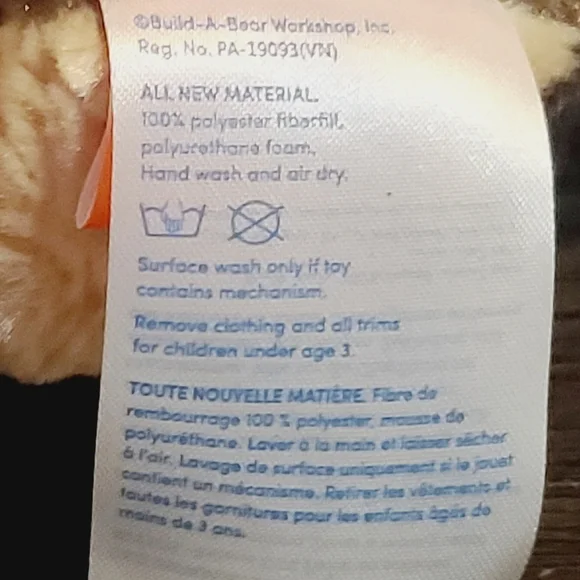 ©Build-A-Bear Workshop, Inc.
Reg. No. PA-19093(VN)
ALL NEW MATERIAL.
100% polyester fiberfill,
polyurethane foam.
Hand wash and air dry.
Surface wash only if toy
contains mechanism.
Remove clothing and all trims
for children under age 3.
TOUTE NOUVELLE MATIÈRE. Fibre de
rembourrage 100 % polyester, mousse de
polyuréthane. Laver à la main et laisser sécher
à l'air. Lavage de surface uniquement si le jouet
contient un mécanisme. Retirer les vêtements et
toutes les garnitures pour les enfants âgés de
moins de 3 ans.